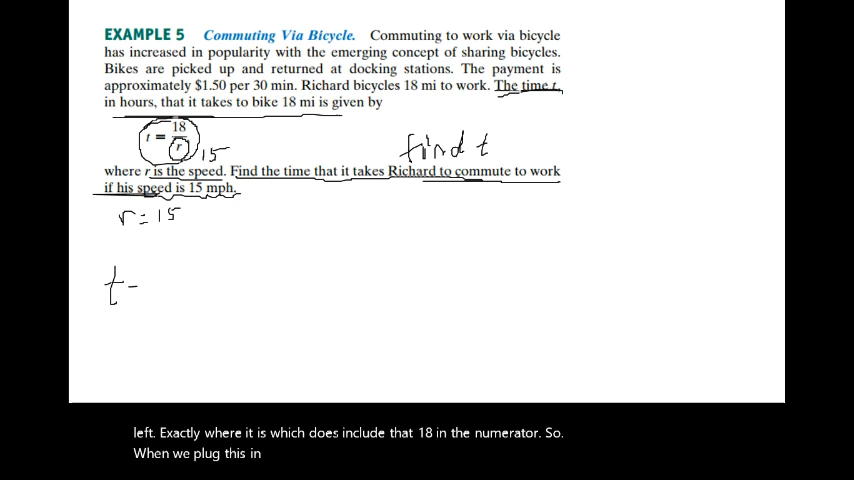 EXAMPLE 5 Commuting Via Bicycle. Commuting to work via bicycle
has increased in popularity with the emerging concept of sharing bicycles.
Bikes are picked up and returned at docking stations. The payment is
approximately $1.50 per 30 min. Richard bicycles 18 mi to work. The time t,
in hours, that it takes to bike 18 mi is given by
t = 18/r 15
find t
where r is the speed. Find the time that it takes Richard to commute to work
if his speed is 15 mph.
r = 15
t -
left. Exactly where it is which does include that 18 in the numerator. So.
When we plug this in